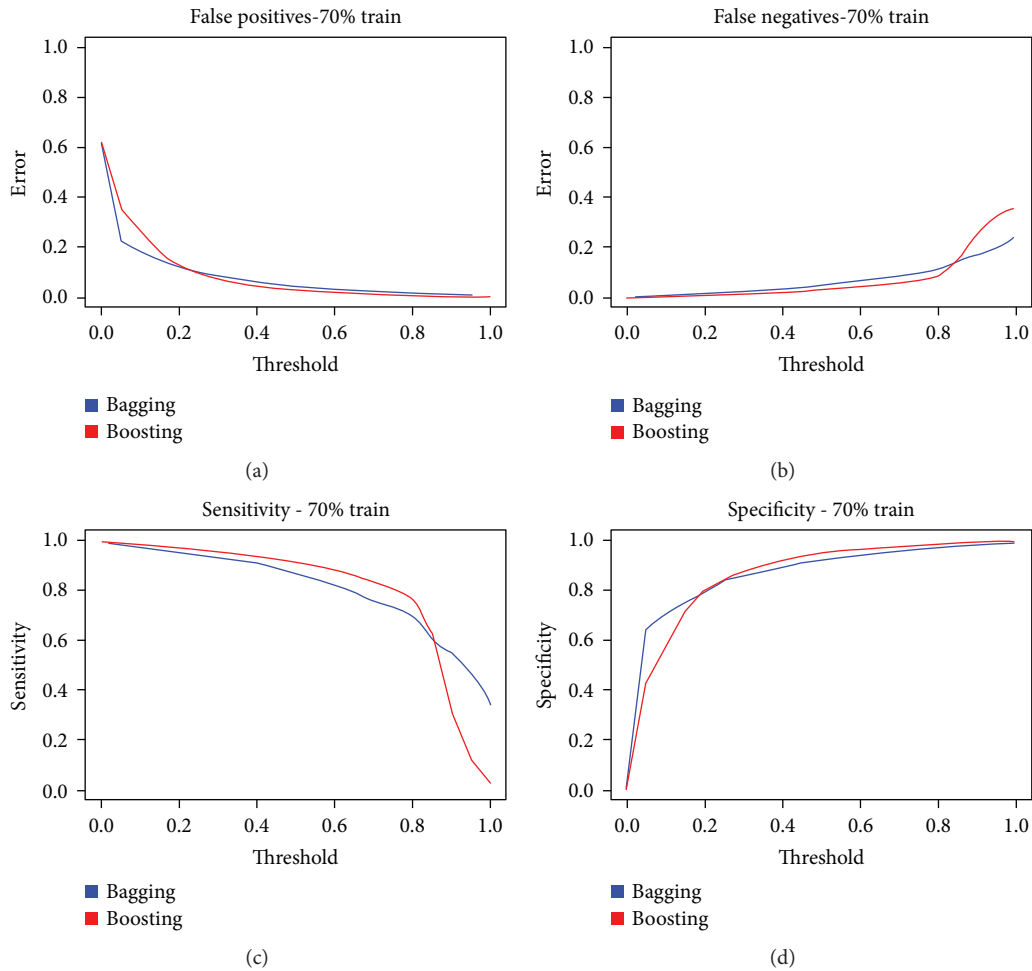 False positives-70% train
1.0
0.8
0.6
0.4
0.2
0.0
Error
0.0 0.2 0.4 0.6 0.8 1.0
Threshold
Bagging
Boosting
(a)
False negatives-70% train
1.0
0.8
0.6
0.4
0.2
0.0
Error
0.0 0.2 0.4 0.6 0.8 1.0
Threshold
Bagging
Boosting
(b)
Sensitivity - 70% train
1.0
0.8
0.6
0.4
0.2
0.0
Sensitivity
0.0 0.2 0.4 0.6 0.8 1.0
Threshold
Bagging
Boosting
(c)
Specificity - 70% train
1.0
0.8
0.6
0.4
0.2
0.0
Specificity
0.0 0.2 0.4 0.6 0.8 1.0
Threshold
Bagging
Boosting
(d)